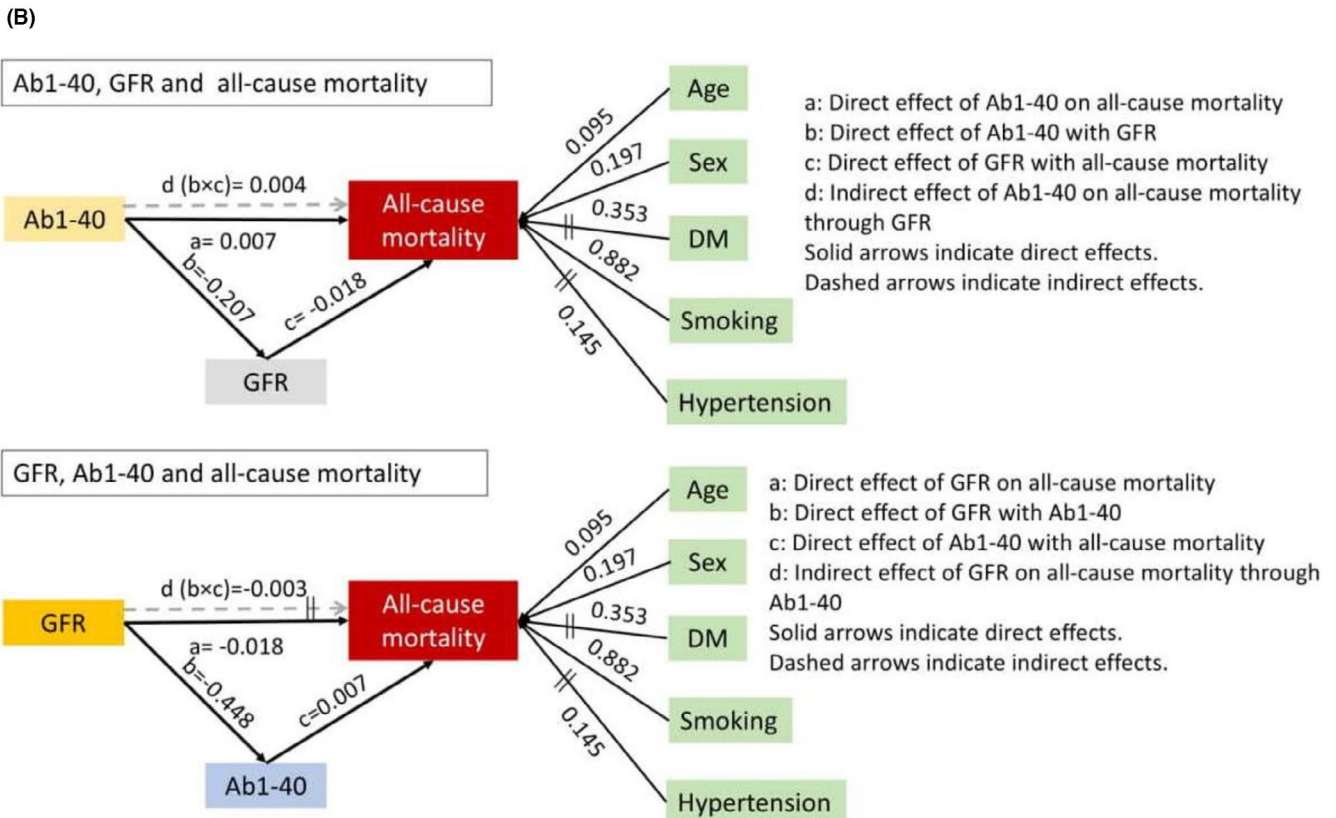 (B)
Ab1-40, GFR and all-cause mortality
Ab1-40
d (b×c)= 0.004
a= 0.007
b=-0.207
c= -0.018
GFR
All-cause
mortality
0.095
0.197
0.353
0.882
0.145
Age
Sex
DM
Smoking
Hypertension
a: Direct effect of Ab1-40 on all-cause mortality
b: Direct effect of Ab1-40 with GFR
c: Direct effect of GFR with all-cause mortality
d: Indirect effect of Ab1-40 on all-cause mortality
through GFR
Solid arrows indicate direct effects.
Dashed arrows indicate indirect effects.
GFR, Ab1-40 and all-cause mortality
GFR
d (b×c)=-0.003
a= -0.018
b=-0.448
c=0.007
Ab1-40
All-cause
mortality
0.095
0.197
0.353
0.882
0.145
Age
Sex
DM
Smoking
Hypertension
a: Direct effect of GFR on all-cause mortality
b: Direct effect of GFR with Ab1-40
c: Direct effect of Ab1-40 with all-cause mortality
d: Indirect effect of GFR on all-cause mortality through
Ab1-40
Solid arrows indicate direct effects.
Dashed arrows indicate indirect effects.